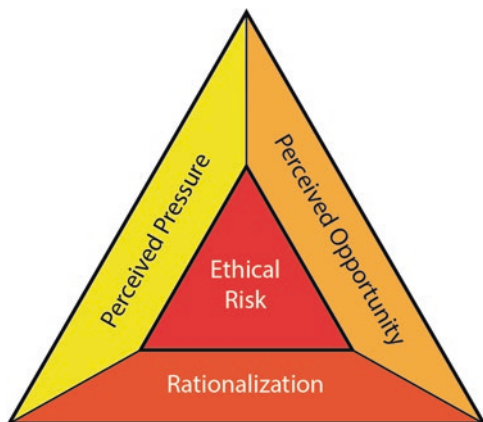 Perceived Pressure
Perceived Opportunity
Ethical
Risk
Rationalization